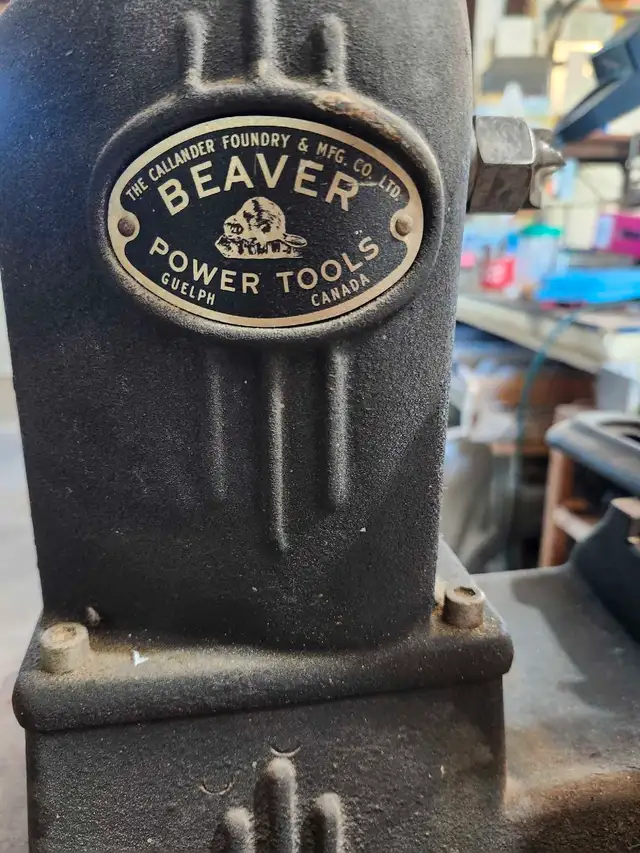 THE CALLANDER FOUNDRY & MFG. CO. LTD.
BEAVER
POWER TOOLS
GUELPH CANADA